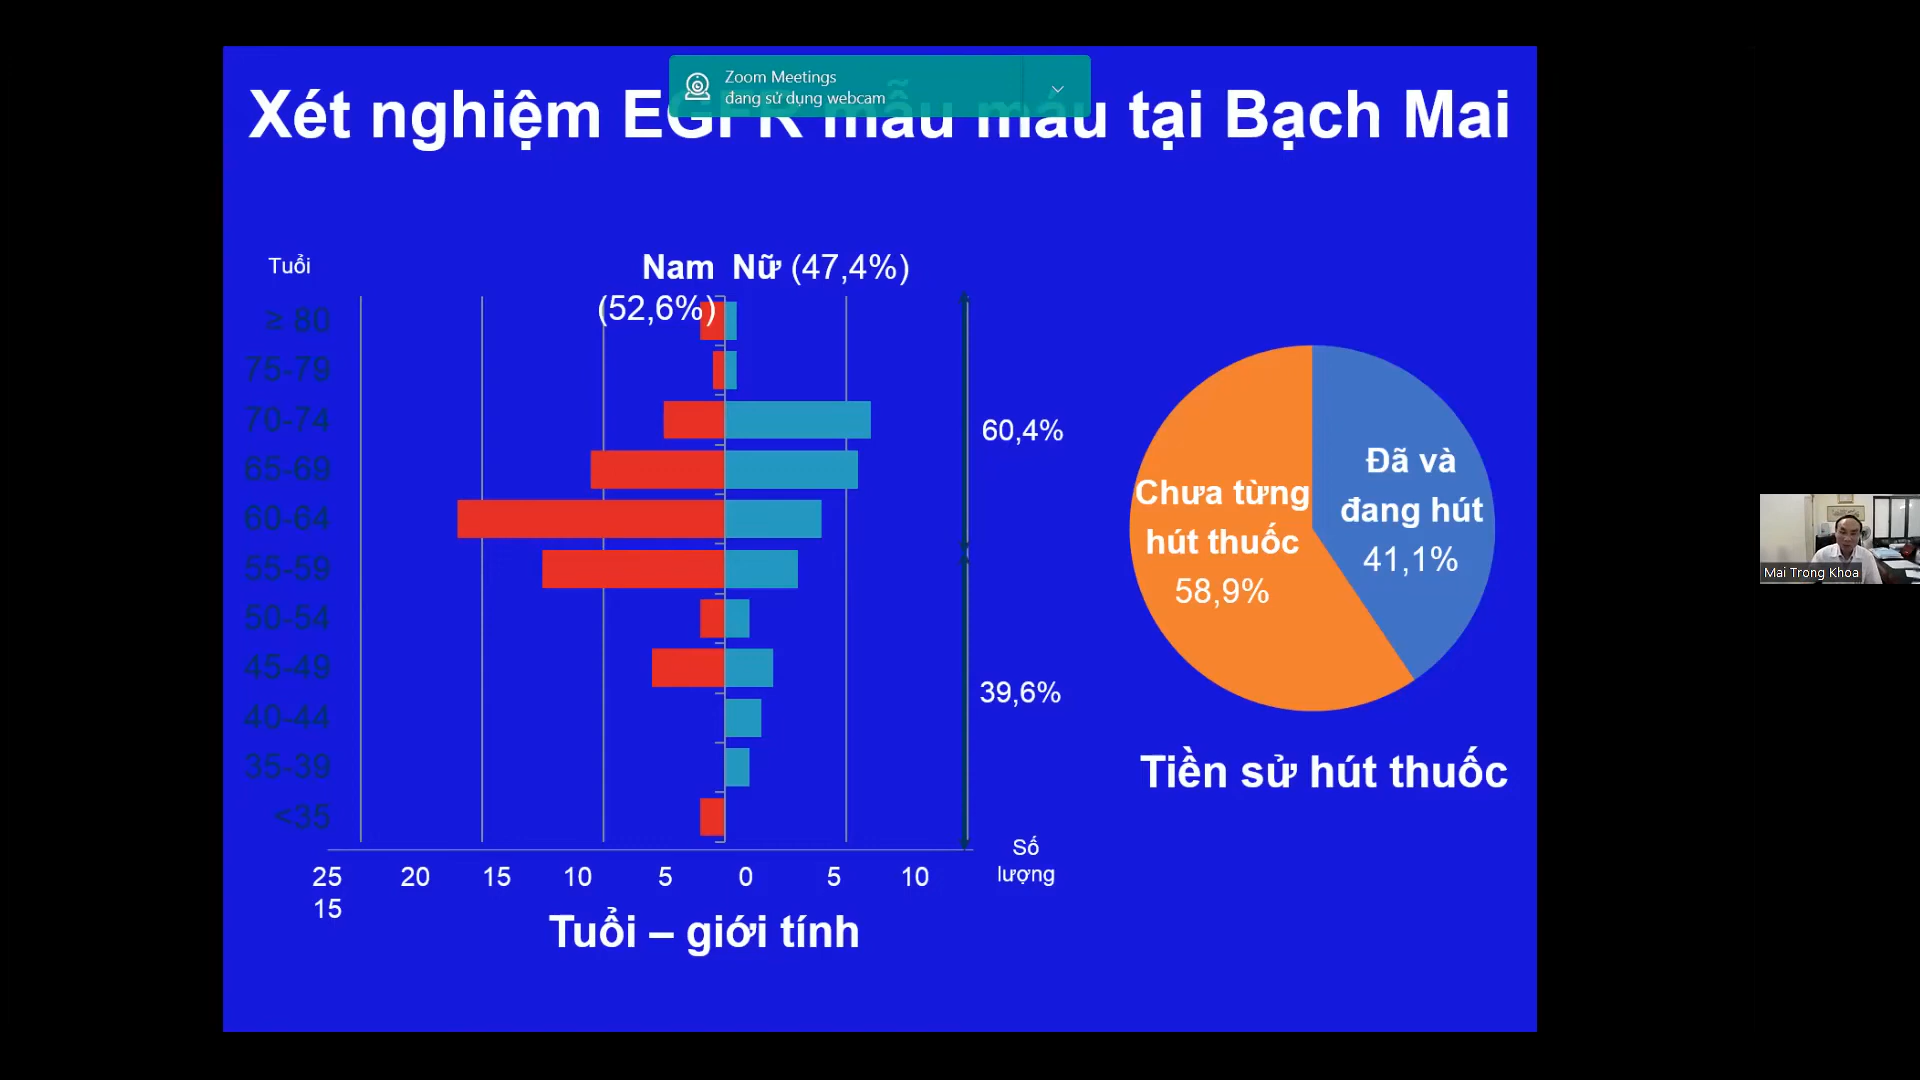 Zoom Meetings
đang sử dụng webcam
Xét nghiệm EGFR mẫu máu tại Bạch Mai
Tuổi
Nam Nữ (47,4%)
(52,6%)
≥ 80
75-79
70-74
65-69
60-64
55-59
50-54
45-49
40-44
35-39
<35
60,4%
39,6%
25 20 15 10 5 0 5 10
15
Số
lượng
Tuổi – giới tính
Chưa từng
hút thuốc
58,9%
Đã và
đang hút
41,1%
Tiền sử hút thuốc
Mai Trong Khoa